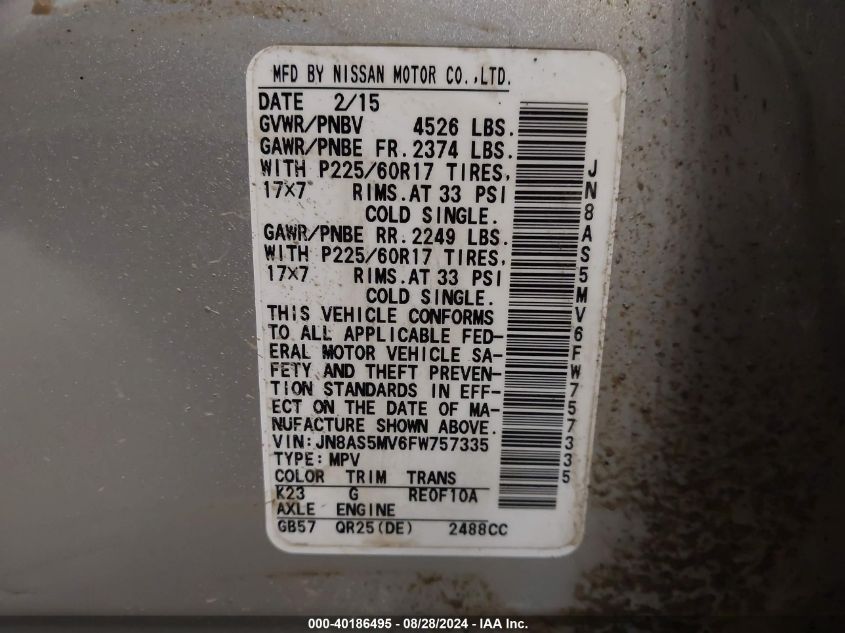 MFD BY NISSAN MOTOR CO.,LTD.
DATE 2/15
GVWR/PNBV 4526 LBS.
GAWR/PNBE FR. 2374 LBS.
WITH P225/60R17 TIRES,
17X7 RIMS.AT 33 PSI
COLD SINGLE.
GAWR/PNBE RR. 2249 LBS.
WITH P225/60R17 TIRES,
17X7 RIMS.AT 33 PSI
COLD SINGLE.
THIS VEHICLE CONFORMS
TO ALL APPLICABLE FED-
ERAL MOTOR VEHICLE SA-
FETY AND THEFT PREVEN-
TION STANDARDS IN EFF-
ECT ON THE DATE OF MA-
NUFACTURE SHOWN ABOVE.
VIN:JN8AS5MV6FW757335
TYPE:MPV
COLOR TRIM TRANS
K23 G RE0F10A
AXLE ENGINE
GB57 QR25(DE) 2488CC
JN8AS5MV6FW757335
000-40186495 - 08/28/2024 - IAA Inc.